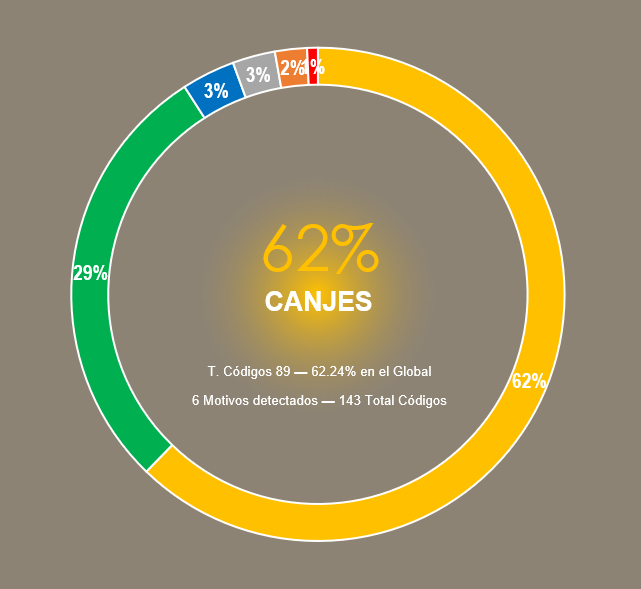 3%
3%
2%
1%
62%
CANJES
29%
T. Códigos 89 — 62.24% en el Global
62%
6 Motivos detectados — 143 Total Códigos